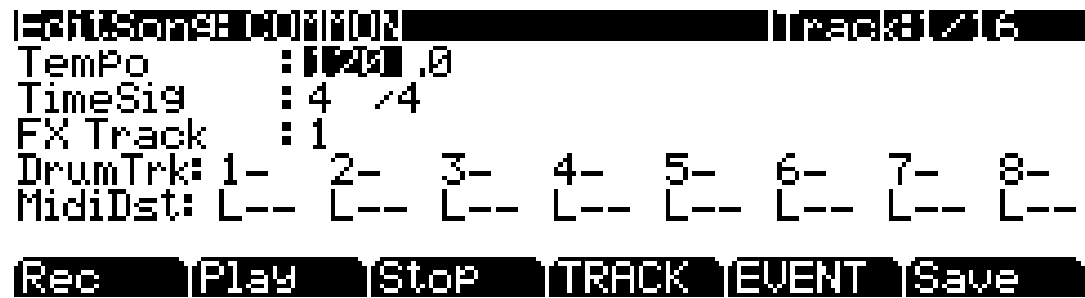 EditSong: COMMON Track:1/16
TempoPo :120 .0
TimeSig :4 /4
FX Track :1
DrumTrk: 1- 2- 3- 4- 5- 6- 7- 8-
MidiDst: L-- L-- L-- L-- L-- L-- L-- L--
Rec Play Stop TRACK EVENT Save